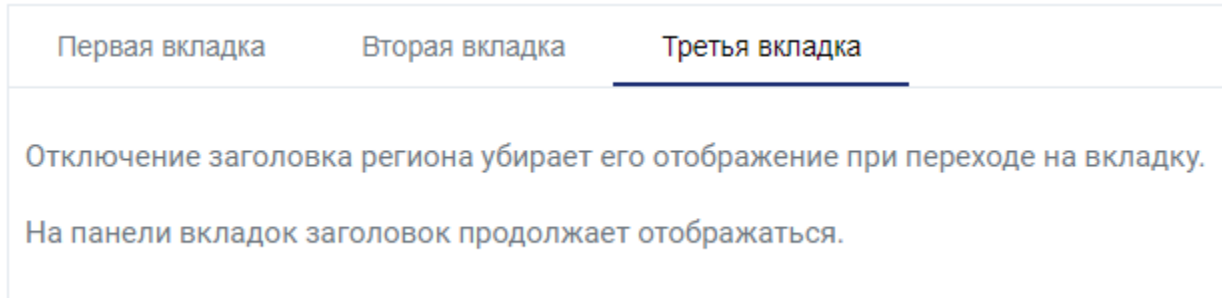 Первая вкладка Вторая вкладка Третья вкладка
Отключение заголовка региона убирает его отображение при переходе на вкладку.
На панели вкладок заголовок продолжает отображаться.